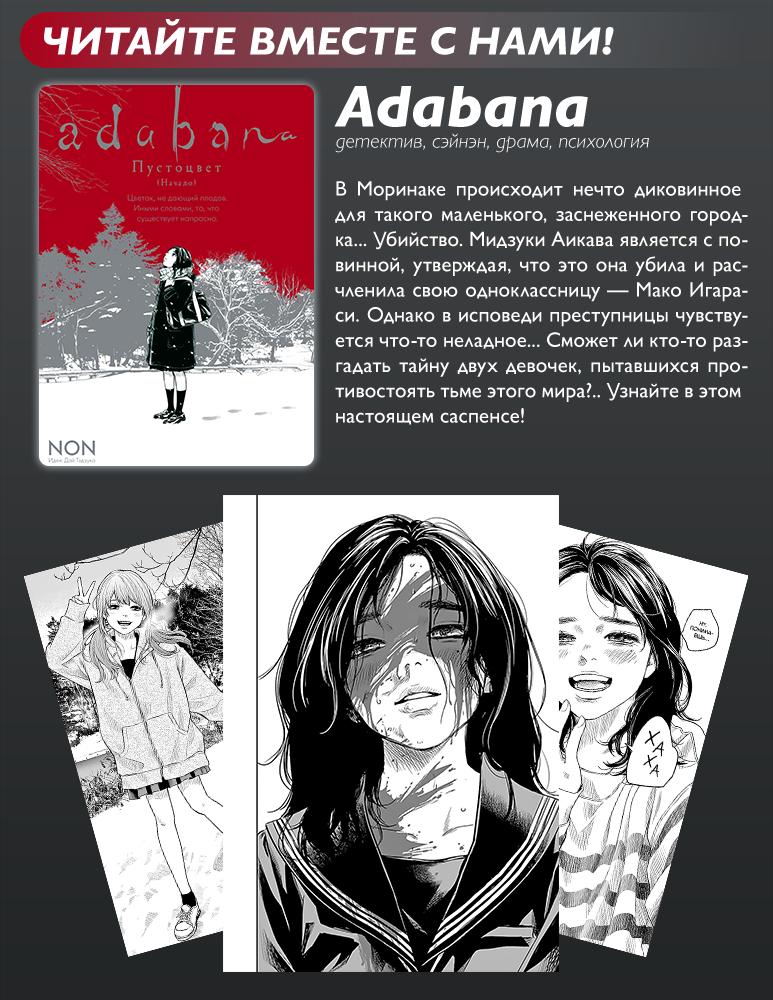 ЧИТАЙТЕ ВМЕСТЕ С НАМИ!
adabana
Пустоцвет
(Начало)
Цветок, не дающий плодов.
Иными словами, то, что
существует напрасно.
NON
Adabana
детектив, сэйнэн, драма, психология
В Моринаке происходит нечто диковинное
для такого маленького, заснеженного город-
ка... Убийство. Мидзуки Аикава является с по-
винной, утверждая, что это она убила и рас-
членила свою одноклассницу — Мако Игара-
си. Однако в исповеди преступницы чувству-
ется что-то неладное... Сможет ли кто-то раз-
гадать тайну двух девочек, пытавшихся про-
тивостоять тьме этого мира?.. Узнайте в этом
настоящем саспенсе!
ХА
ХА